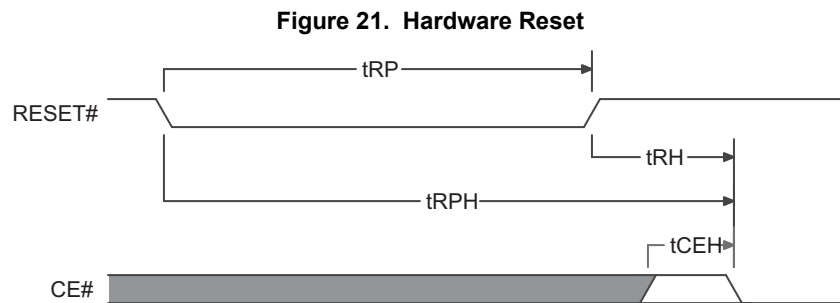 Figure 21.  Hardware Reset
tRP
RESET#
tRH
tRPH
tCEH
CE#